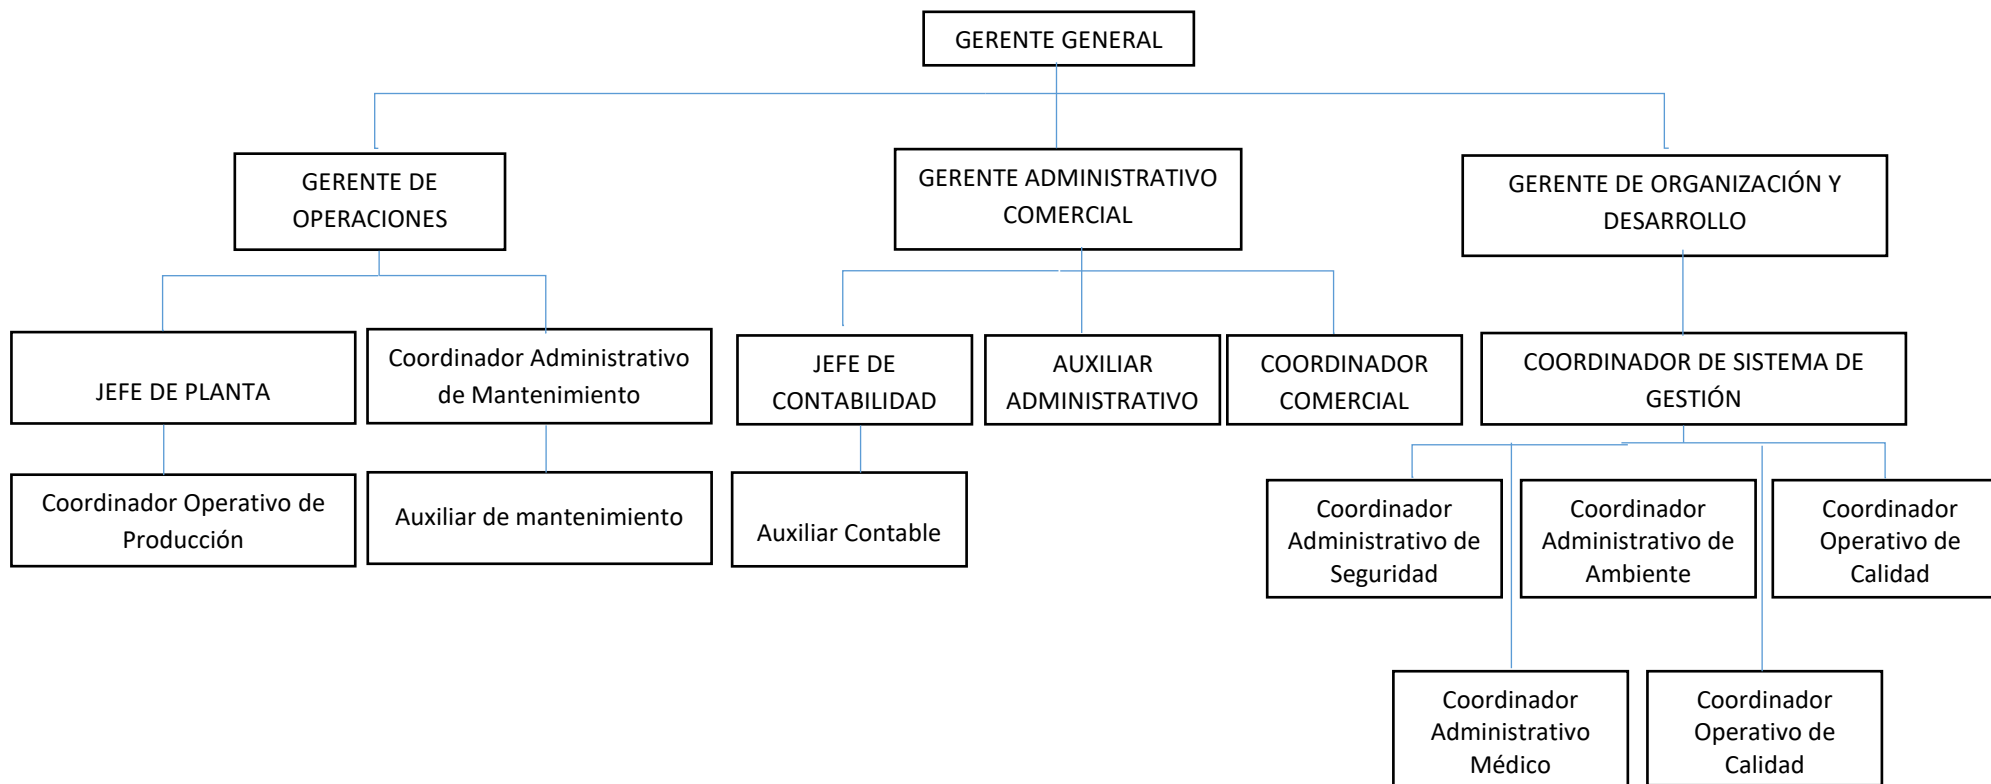 GERENTE GENERAL
GERENTE DE
OPERACIONES
GERENTE ADMINISTRATIVO
COMERCIAL
GERENTE DE ORGANIZACIÓN Y
DESARROLLO
JEFE DE PLANTA
Coordinador Administrativo
de Mantenimiento
JEFE DE
CONTABILIDAD
AUXILIAR
ADMINISTRATIVO
COORDINADOR
COMERCIAL
COORDINADOR DE SISTEMA DE
GESTIÓN
Coordinador Operativo de
Producción
Auxiliar de mantenimiento
Auxiliar Contable
Coordinador
Administrativo de
Seguridad
Coordinador
Administrativo de
Ambiente
Coordinador
Operativo de
Calidad
Coordinador
Administrativo
Médico
Coordinador
Operativo de
Calidad